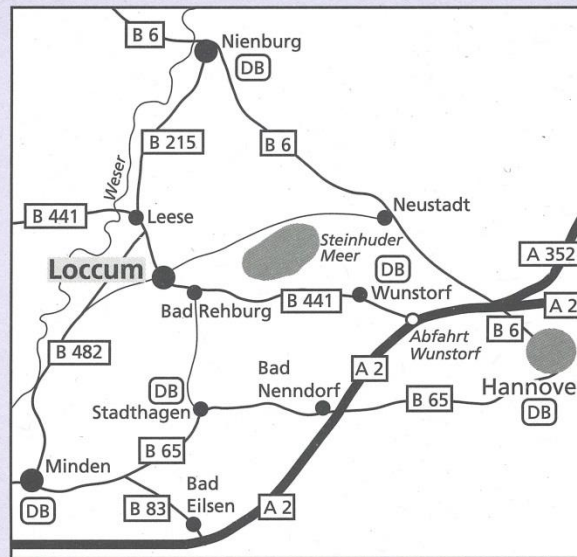 B 6
Nienburg
DB
B 215
B 6
Weser
B 441
Leese
Neustadt
Steinhuder
Meer
A 352
Loccum
DB
A 2
Bad Rehburg
B 441
Wunstorf
B 6
Abfahrt
Wunstorf
B 482
A 2
Bad
Nenndorf
Hannove
DB
Stadthagen
B 65
DB
B 65
Minden
Bad
Eilsen
A 2
B 83
DB